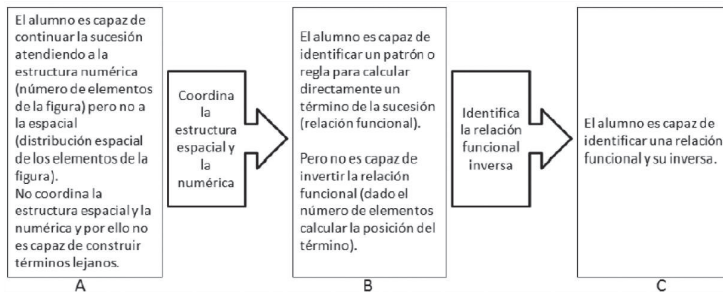 El alumno es capaz de
continuar la sucesión
atendiendo a la
estructura numérica
(número de elementos
de la figura) pero no a
la espacial
(distribución espacial
de los elementos de la
figura).
No coordina la
estructura espacial y la
numérica y por ello no
es capaz de construir
términos lejanos.
A
Coordina
la
estructura
espacial y
la
numérica
El alumno es capaz de
identificar un patrón o
regla para calcular
directamente un
término de la sucesión
(relación funcional).
Pero no es capaz de
invertir la relación
funcional (dado el
número de elementos
calcular la posición del
término).
B
Identifica
la relación
funcional
inversa
El alumno es capaz de
identificar una relación
funcional y su inversa.
C